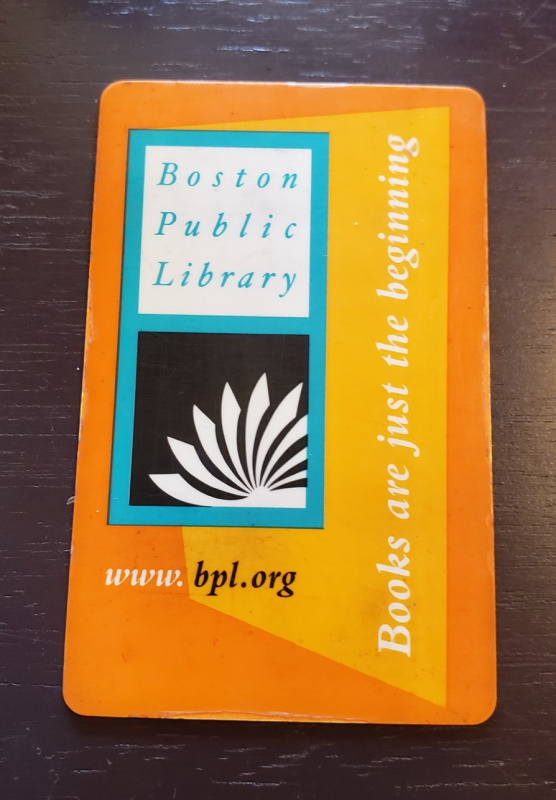 Boston
Public
Library
www.bpl.org
Books are just the beginning